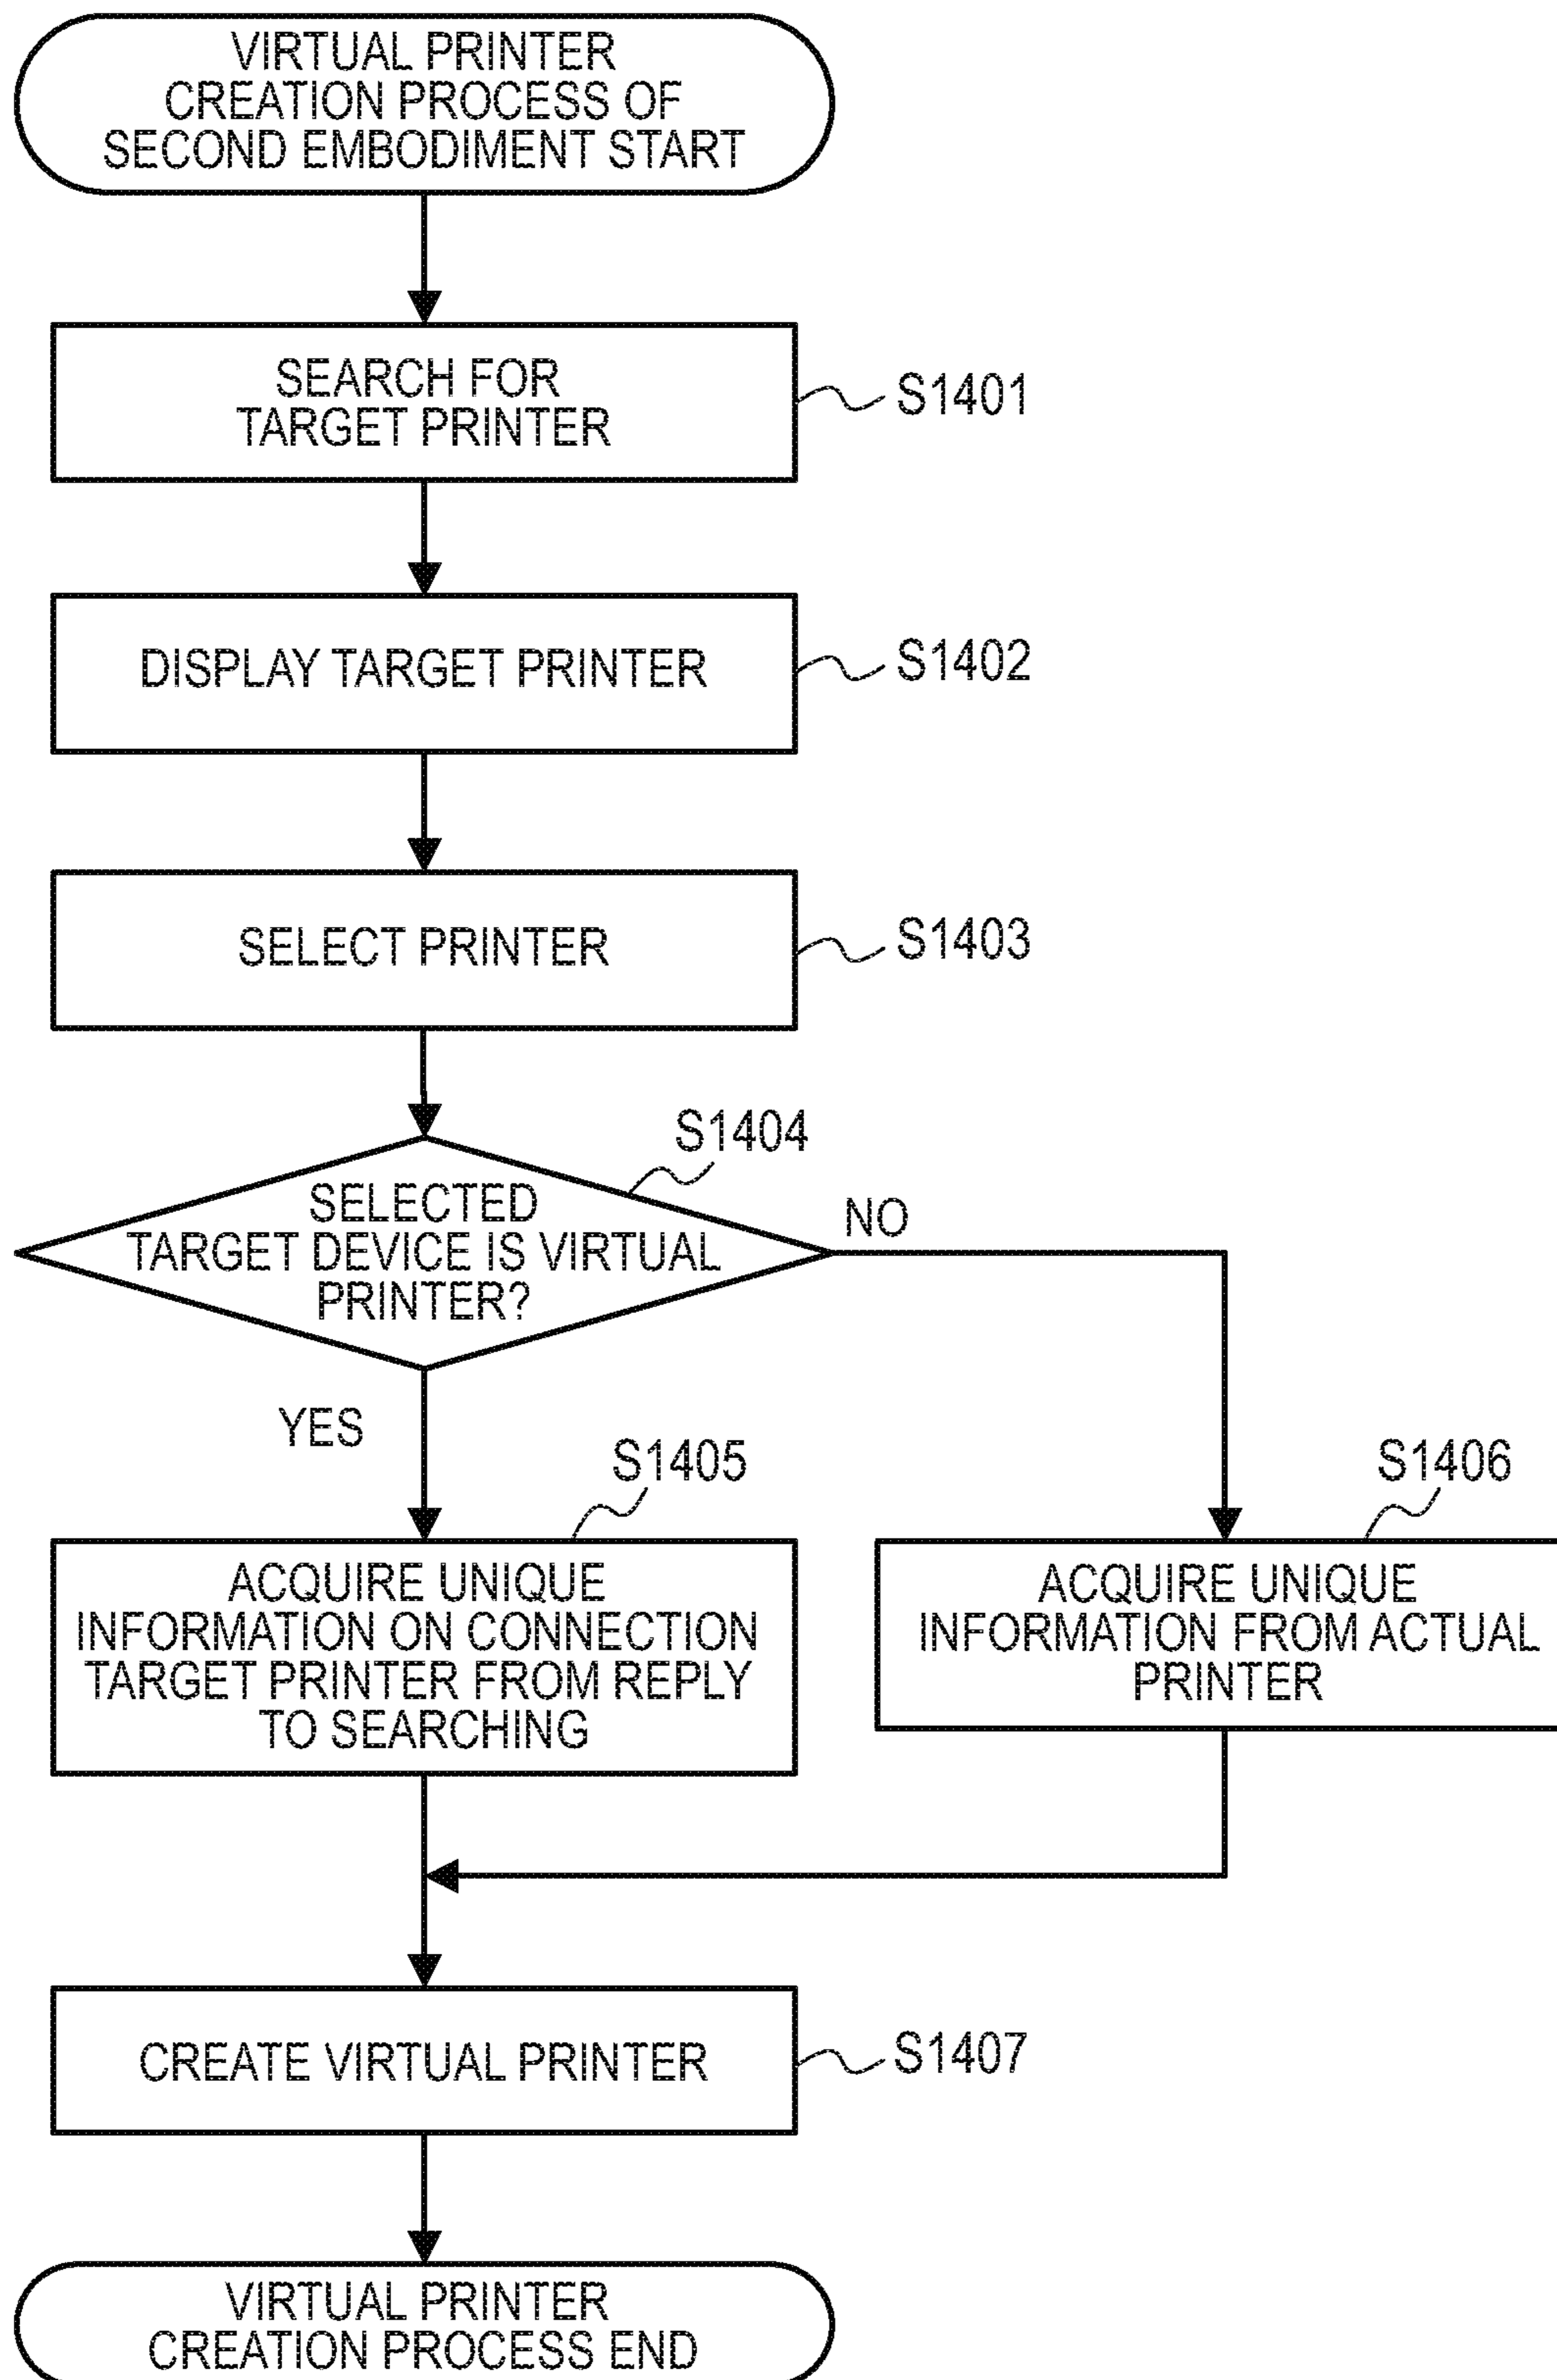 VIRTUAL PRINTER
CREATION PROCESS OF
SECOND EMBODIMENT START
SEARCH FOR
TARGET PRINTER
S1401
DISPLAY TARGET PRINTER
S1402
SELECT PRINTER
S1403
S1404
SELECTED
TARGET DEVICE IS VIRTUAL
PRINTER?
NO
YES
S1405
ACQUIRE UNIQUE
INFORMATION ON CONNECTION
TARGET PRINTER FROM REPLY
TO SEARCHING
S1406
ACQUIRE UNIQUE
INFORMATION FROM ACTUAL
PRINTER
CREATE VIRTUAL PRINTER
S1407
VIRTUAL PRINTER
CREATION PROCESS END